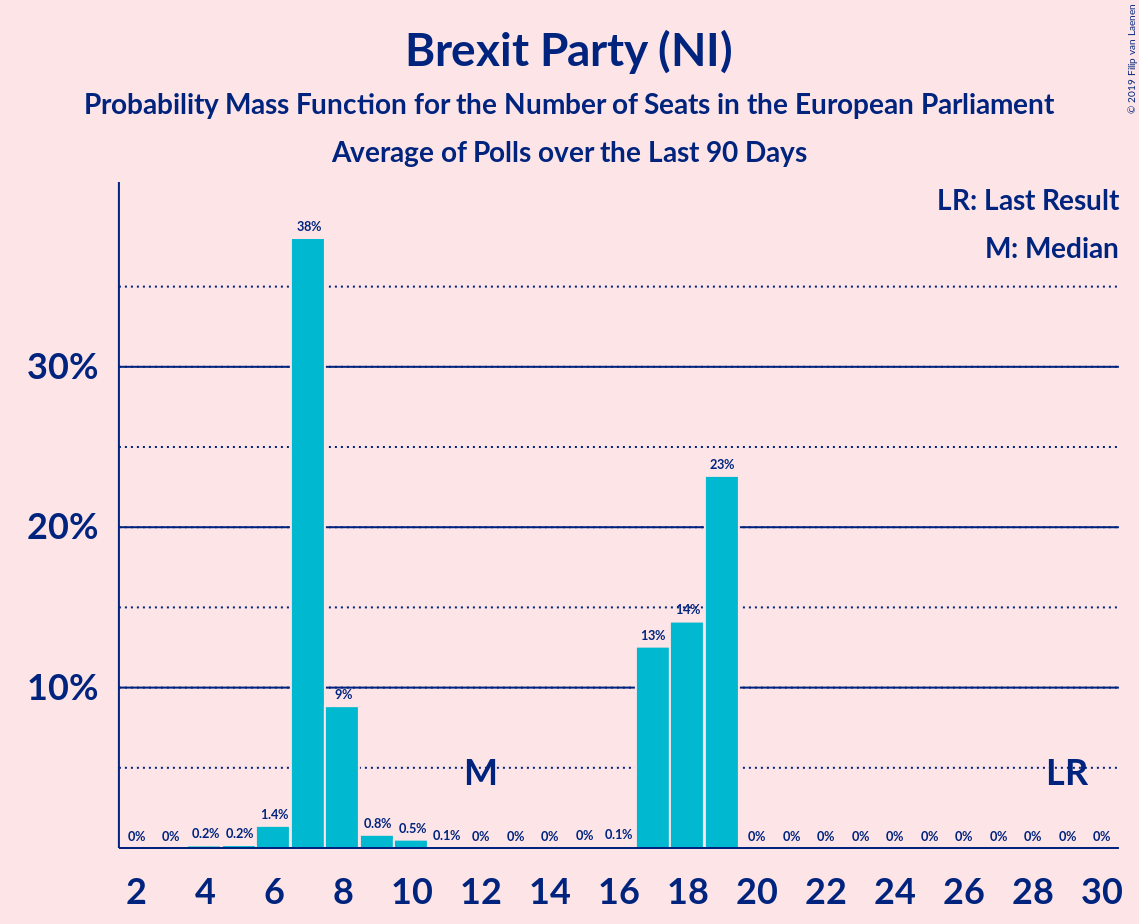 Brexit Party (NI)
Probability Mass Function for the Number of Seats in the European Parliament
Average of Polls over the Last 90 Days
© 2019 Filip van Laenen
LR: Last Result
M: Median
30%
20%
10%
0% 0% 0.2% 0.2% 1.4% 38% 9% 0.8% 0.5% 0.1% 0% 0% 0% 0% 0.1% 13% 14% 23% 0% 0% 0% 0% 0% 0% 0% 0% 0% 0% 0%
M LR
2 4 6 8 10 12 14 16 18 20 22 24 26 28 30